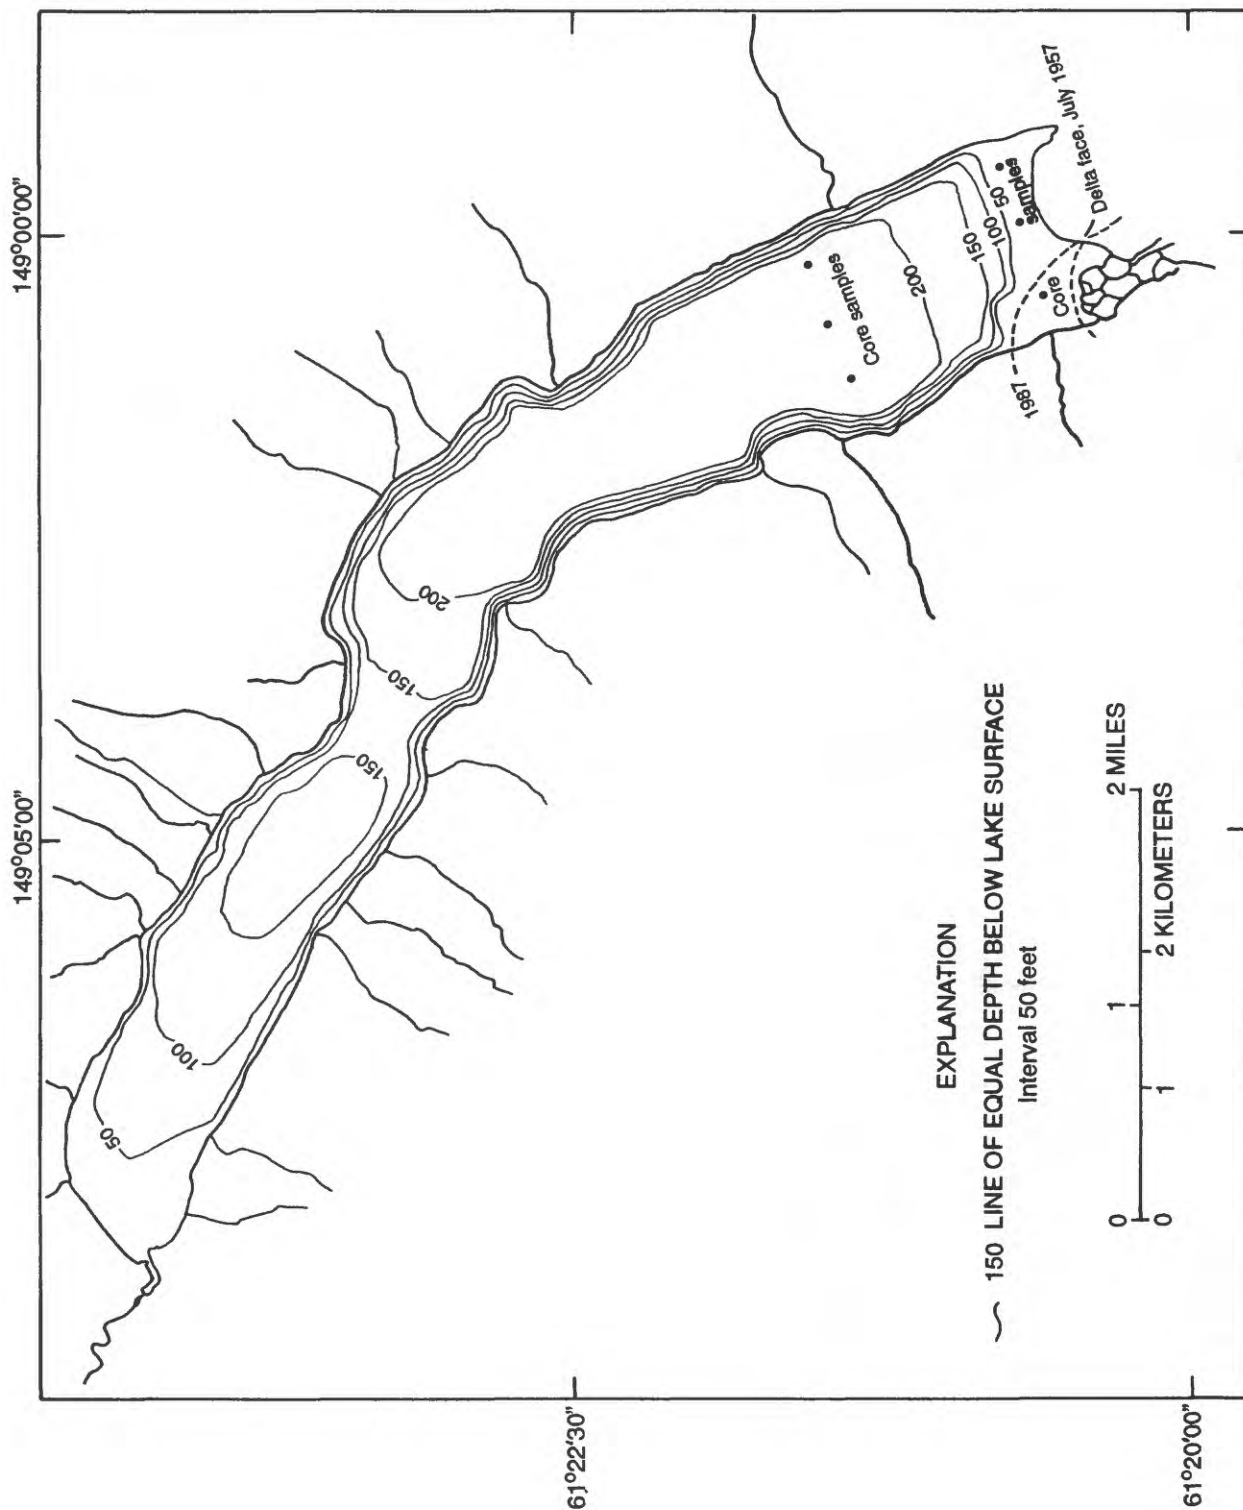 149°05'00"
149°00'00"
61°22'30"
61°20'00"
50
100
150
150
200
200
150
100
50
Core samples
Core
samples
1987
Delta face, July 1957
EXPLANATION
150 LINE OF EQUAL DEPTH BELOW LAKE SURFACE
Interval 50 feet
0 1 2 MILES
0 1 2 KILOMETERS